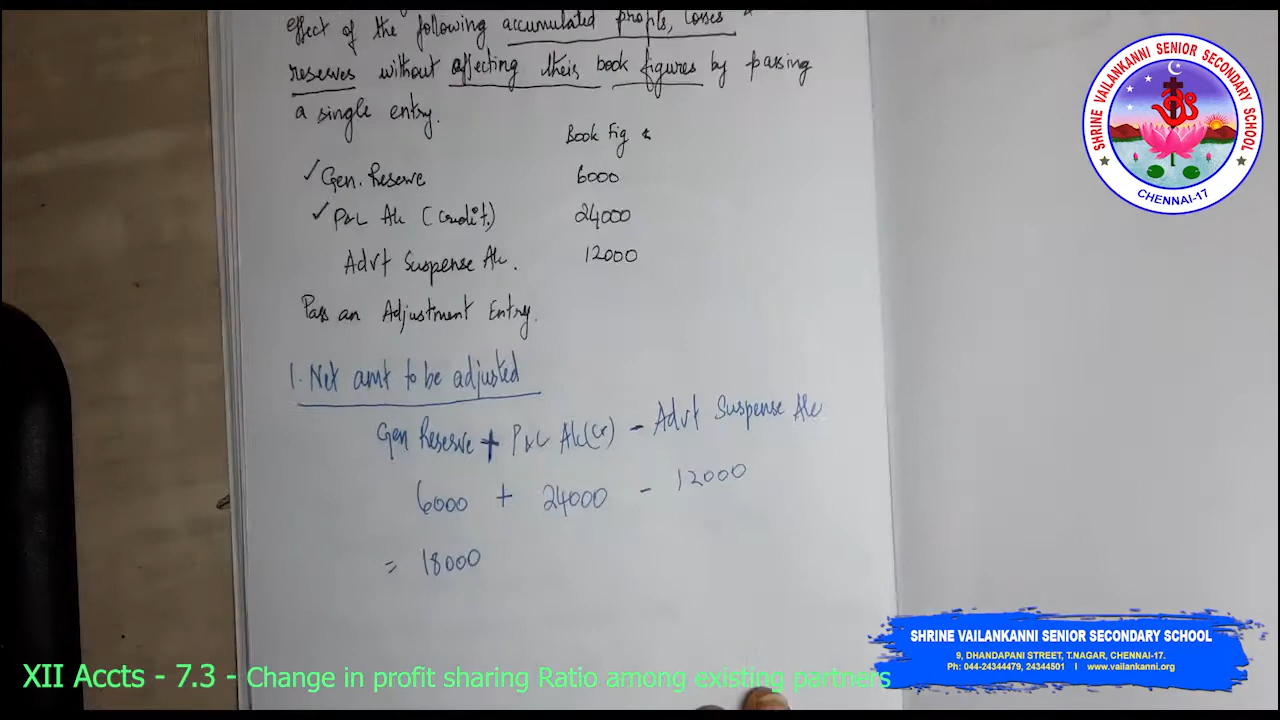 effect of the following accumulated profits, losses &
reserves without affecting their book figures by passing
a single entry.
Book Fig
✓ Gen. Reserve 6000
✓ P&L A/c (credit.) 24000
Advt Suspense A/c. 12000
Pass an Adjustment Entry.
1. Net amt to be adjusted
Gen Reserve + P&L A/c (Cr) - Advt Suspense A/c
6000 + 24000 - 12000
= 18000
SHRINE VAILANKANNI SENIOR SECONDARY SCHOOL
CHENNAI-17
SHRINE VAILANKANNI SENIOR SECONDARY SCHOOL
9, DHANDAPANI STREET, T.NAGAR, CHENNAI-17.
Ph: 044-24344479, 24344501 I www.vailankanni.org
XII Accts - 7.3 - Change in profit sharing Ratio among existing partners